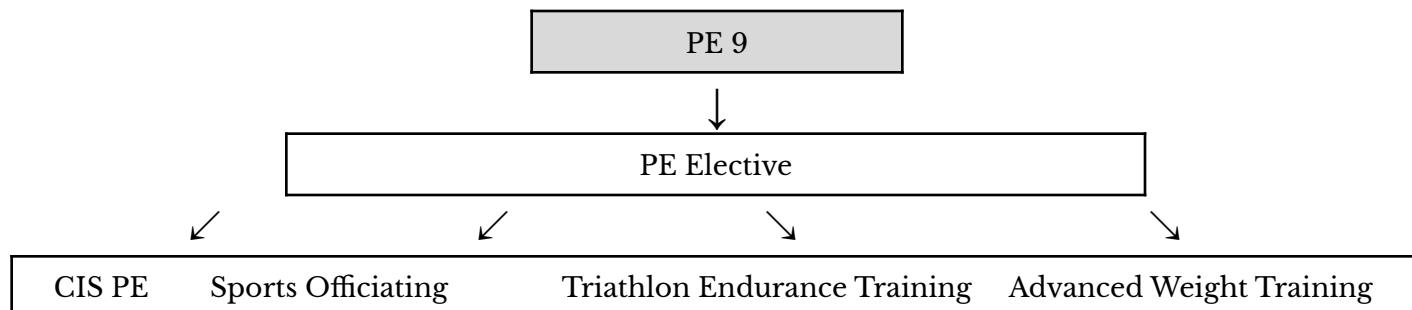 PE 9
PE Elective
CIS PE Sports Officiating Triathlon Endurance Training Advanced Weight Training